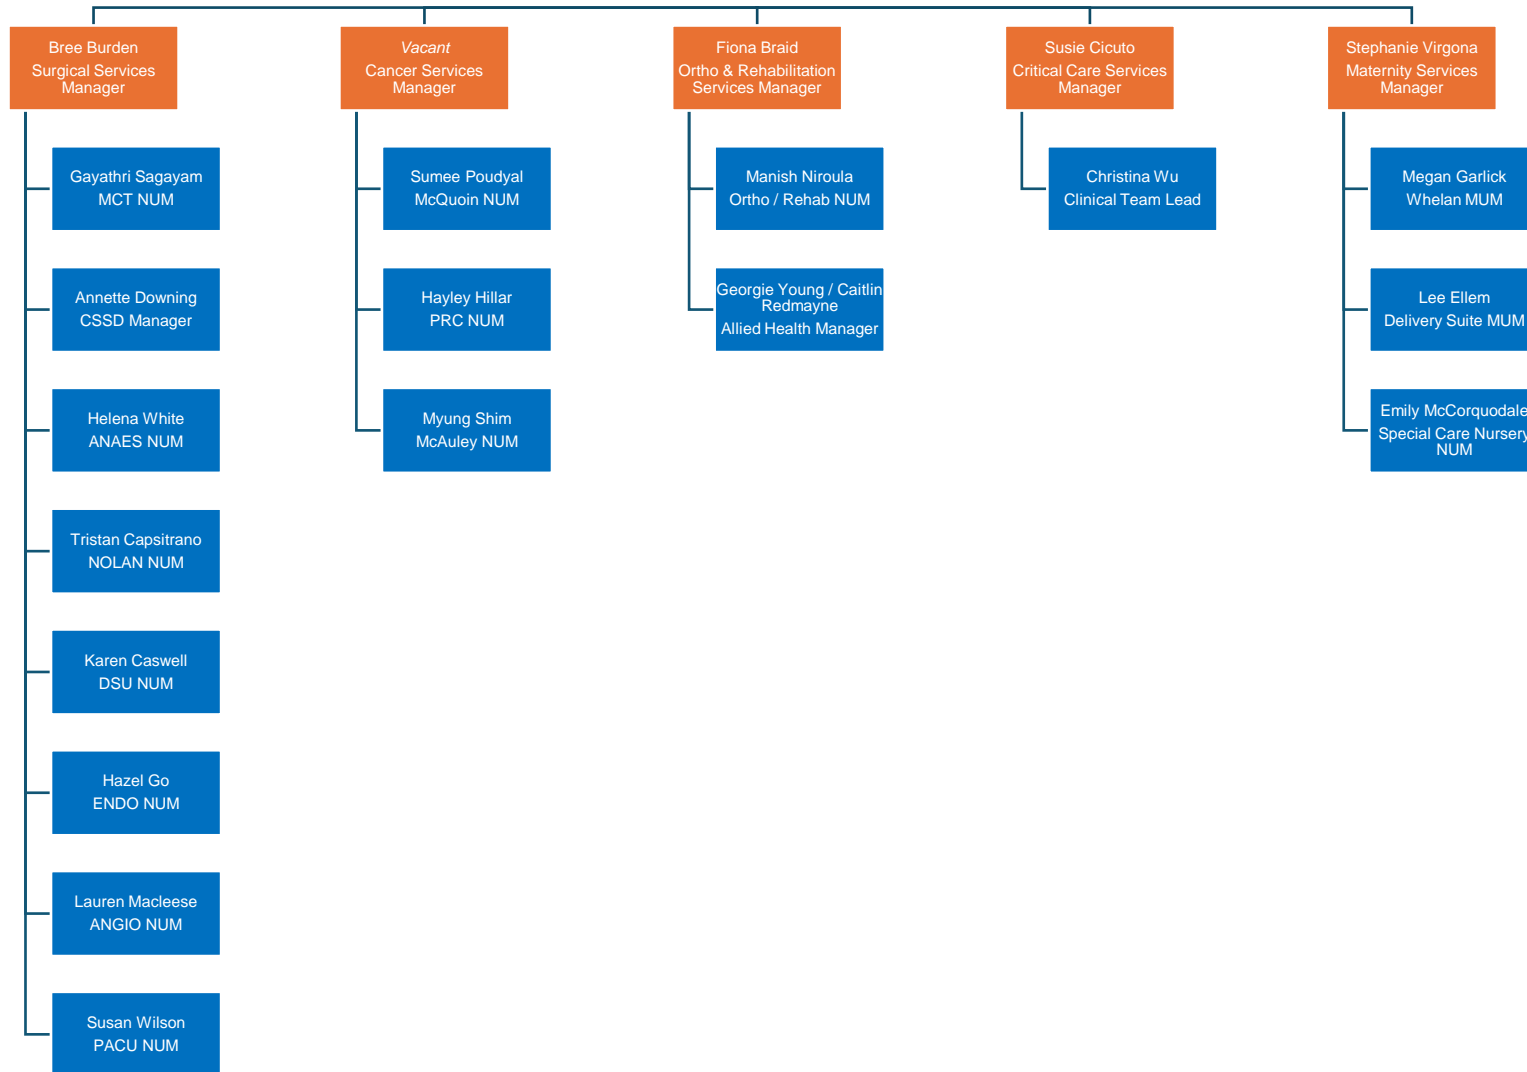 Bree Burden
Surgical Services
Manager
Vacant
Cancer Services
Manager
Fiona Braid
Ortho & Rehabilitation
Services Manager
Susie Cicuto
Critical Care Services
Manager
Stephanie Virgona
Maternity Services
Manager
Gayathri Sagayam
MCT NUM
Annette Downing
CSSD Manager
Helena White
ANAES NUM
Tristan Capsitrano
NOLAN NUM
Karen Caswell
DSU NUM
Hazel Go
ENDO NUM
Lauren Macleese
ANGIO NUM
Susan Wilson
PACU NUM
Sumee Poudyal
McQuoin NUM
Hayley Hillar
PRC NUM
Myung Shim
McAuley NUM
Manish Niroula
Ortho / Rehab NUM
Georgie Young / Caitlin
Redmayne
Allied Health Manager
Christina Wu
Clinical Team Lead
Megan Garlick
Whelan MUM
Lee Ellem
Delivery Suite MUM
Emily McCorquodale
Special Care Nursery
NUM